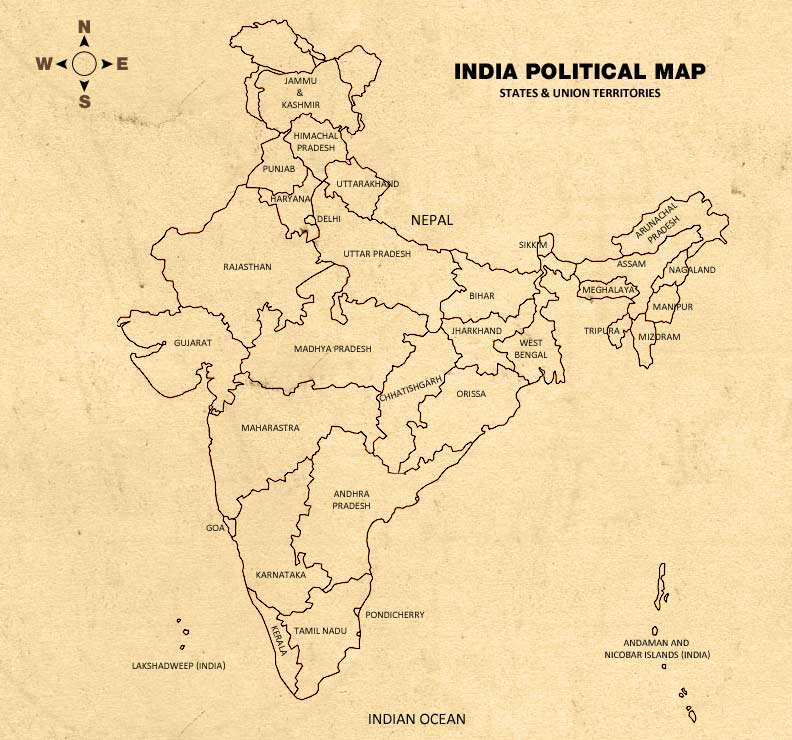 N
W E
S
INDIA POLITICAL MAP
STATES & UNION TERRITORIES
JAMMU
&
KASHMIR
HIMACHAL
PRADESH
PUNJAB
UTTARAKHAND
HARYANA
DELHI
NEPAL
ARUNACHAL
PRADESH
SIKKIM
UTTAR PRADESH
RAJASTHAN
ASSAM
NAGALAND
MEGHALAYA
BIHAR
MANIPUR
TRIPURA
MIZORAM
JHARKHAND
WEST
BENGAL
GUJARAT
MADHYA PRADESH
CHHATISHGARH
ORISSA
MAHARASTRA
ANDHRA
PRADESH
GOA
KARNATAKA
PONDICHERRY
TAMIL NADU
KERALA
LAKSHADWEEP (INDIA)
ANDAMAN AND
NICOBAR ISLANDS (INDIA)
INDIAN OCEAN